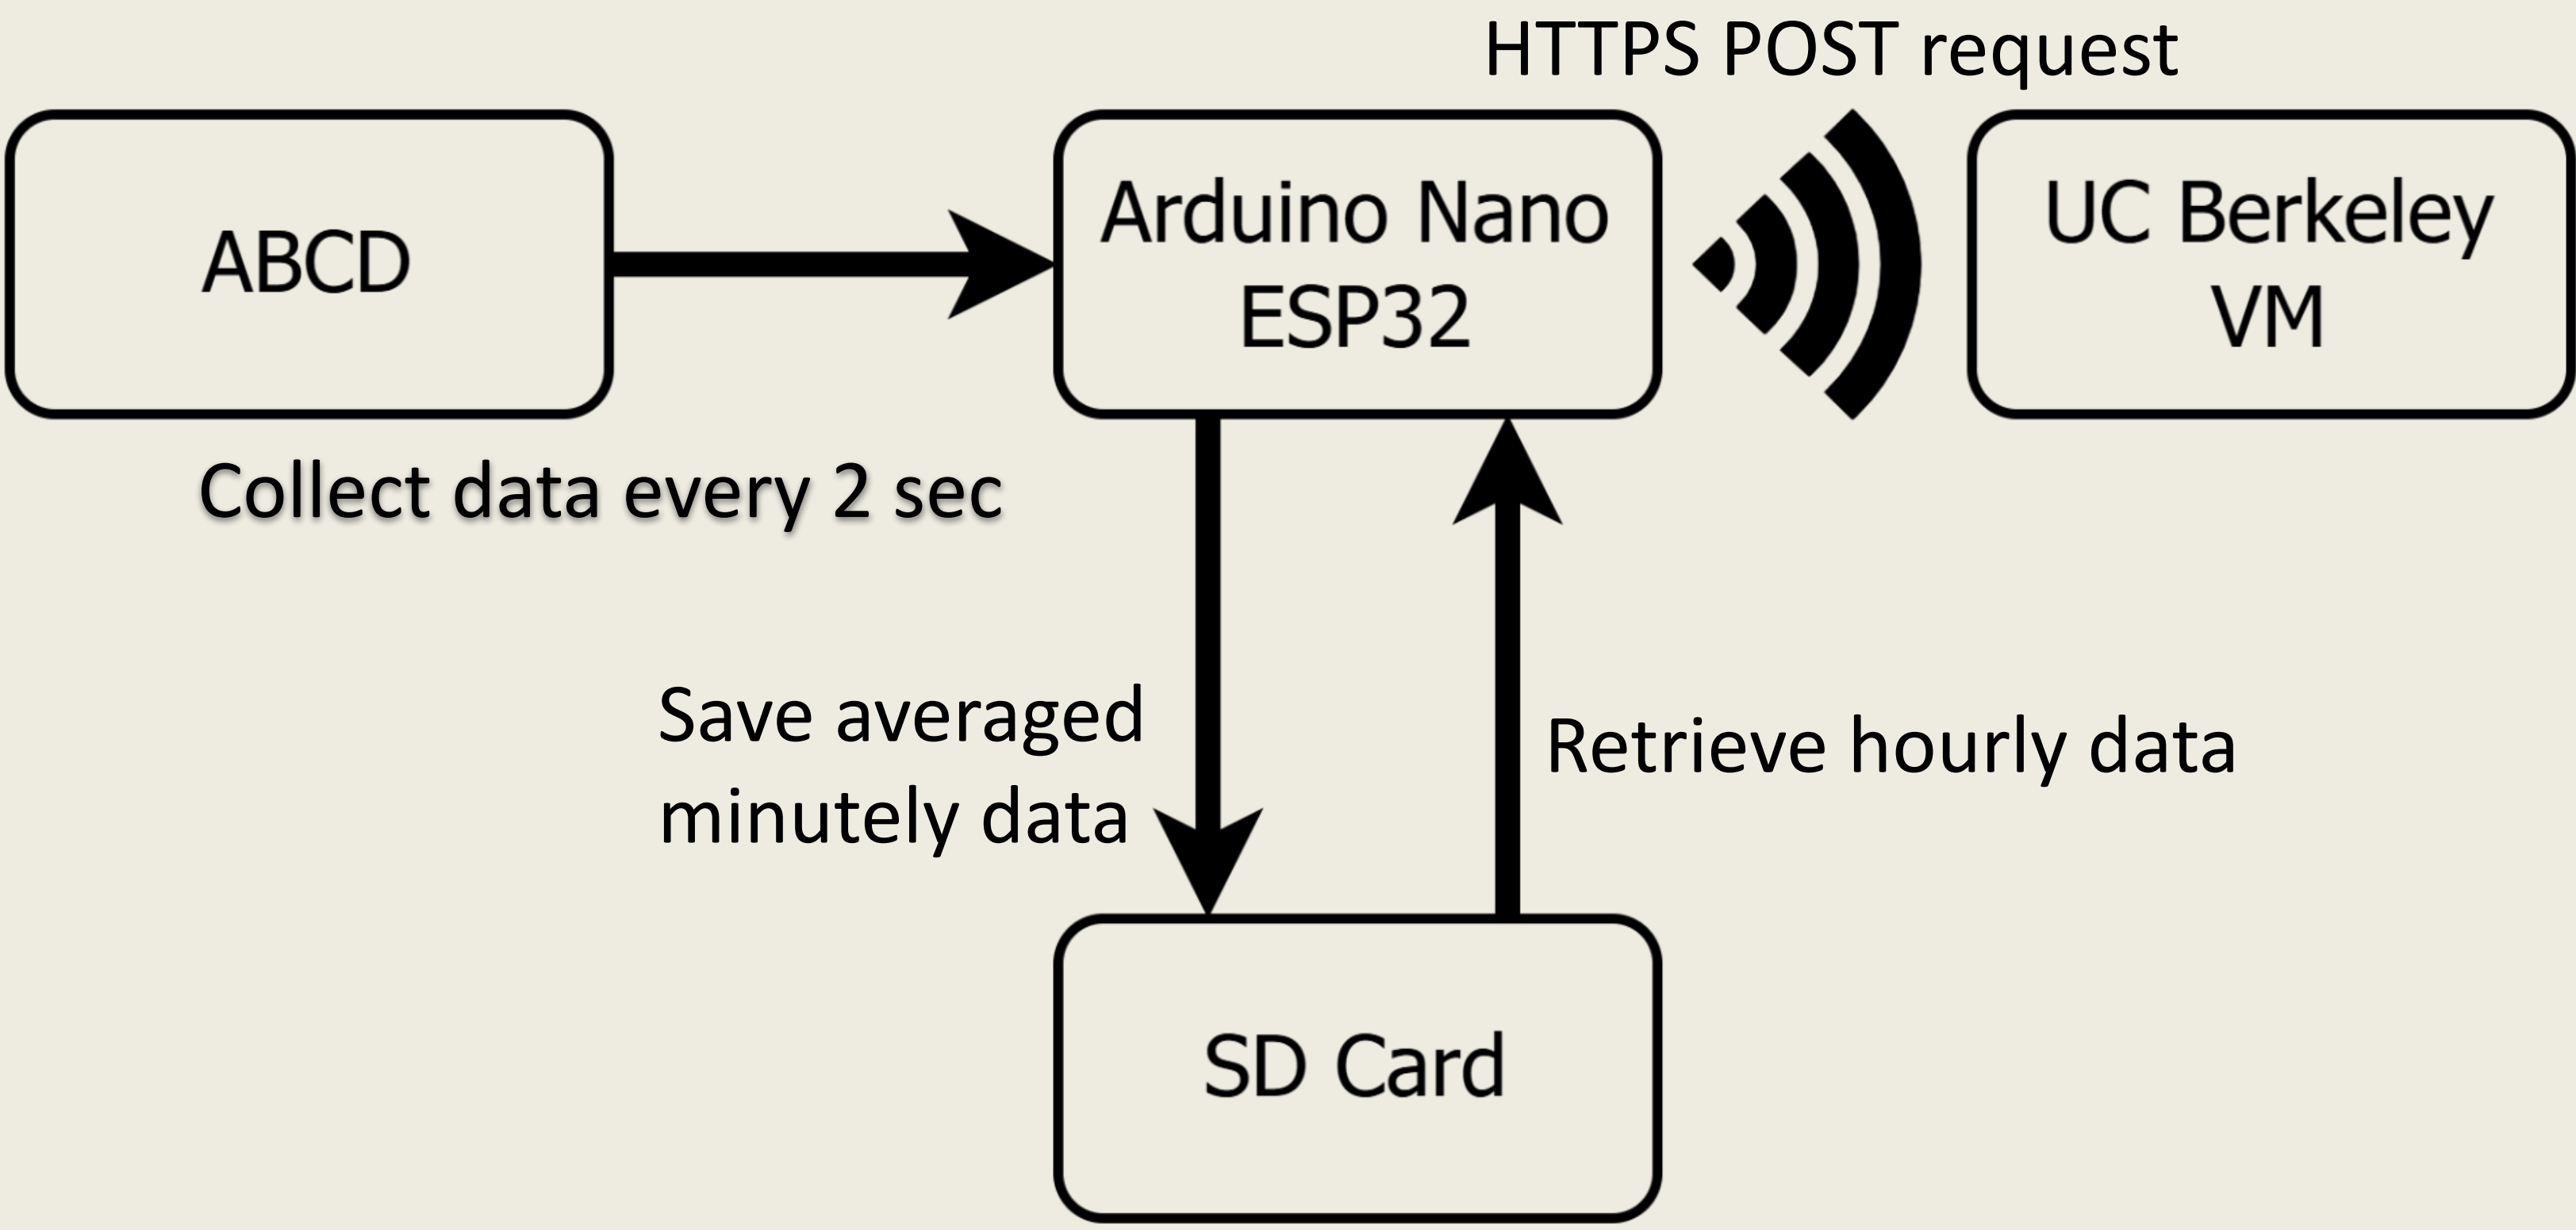 HTTPS POST request
ABCD
Arduino Nano
ESP32
UC Berkeley
VM
Collect data every 2 sec
Save averaged
minutely data
Retrieve hourly data
SD Card